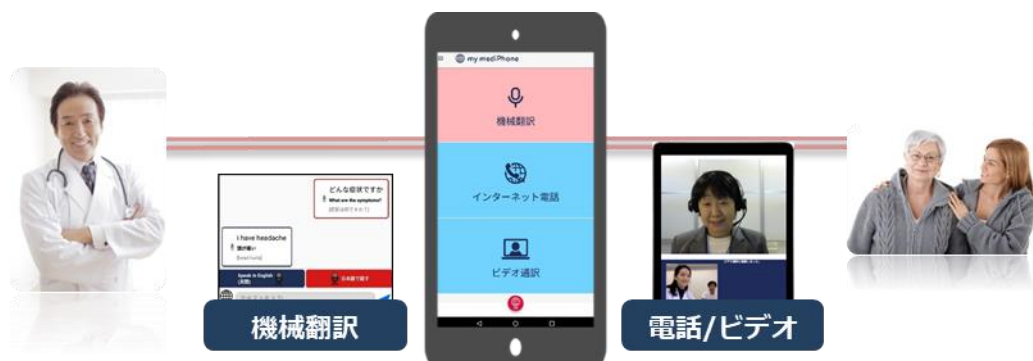 my mediPhone
機械翻訳
インターネット電話
ビデオ通訳
どんな症状ですか
What are the symptoms?
I have headache
頭が痛い
Speak in English
(英語)
日本語で話す
機械翻訳
電話/ビデオ